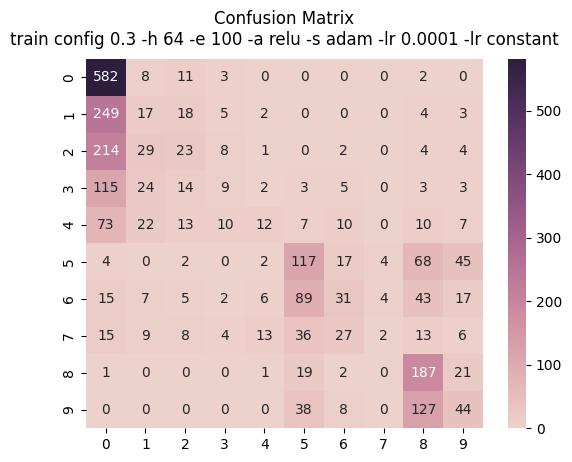 Confusion Matrix
train config 0.3 -h 64 -e 100 -a relu -s adam -lr 0.0001 -lr constant
0 582 8 11 3 0 0 0 0 2 0
1 249 17 18 5 2 0 0 0 4 3
2 214 29 23 8 1 0 2 0 4 4
3 115 24 14 9 2 3 5 0 3 3
4 73 22 13 10 12 7 10 0 10 7
5 4 0 2 0 2 117 17 4 68 45
6 15 7 5 2 6 89 31 4 43 17
7 15 9 8 4 13 36 27 2 13 6
8 1 0 0 0 1 19 2 0 187 21
9 0 0 0 0 0 38 8 0 127 44
0 1 2 3 4 5 6 7 8 9
500
400
300
200
100
0